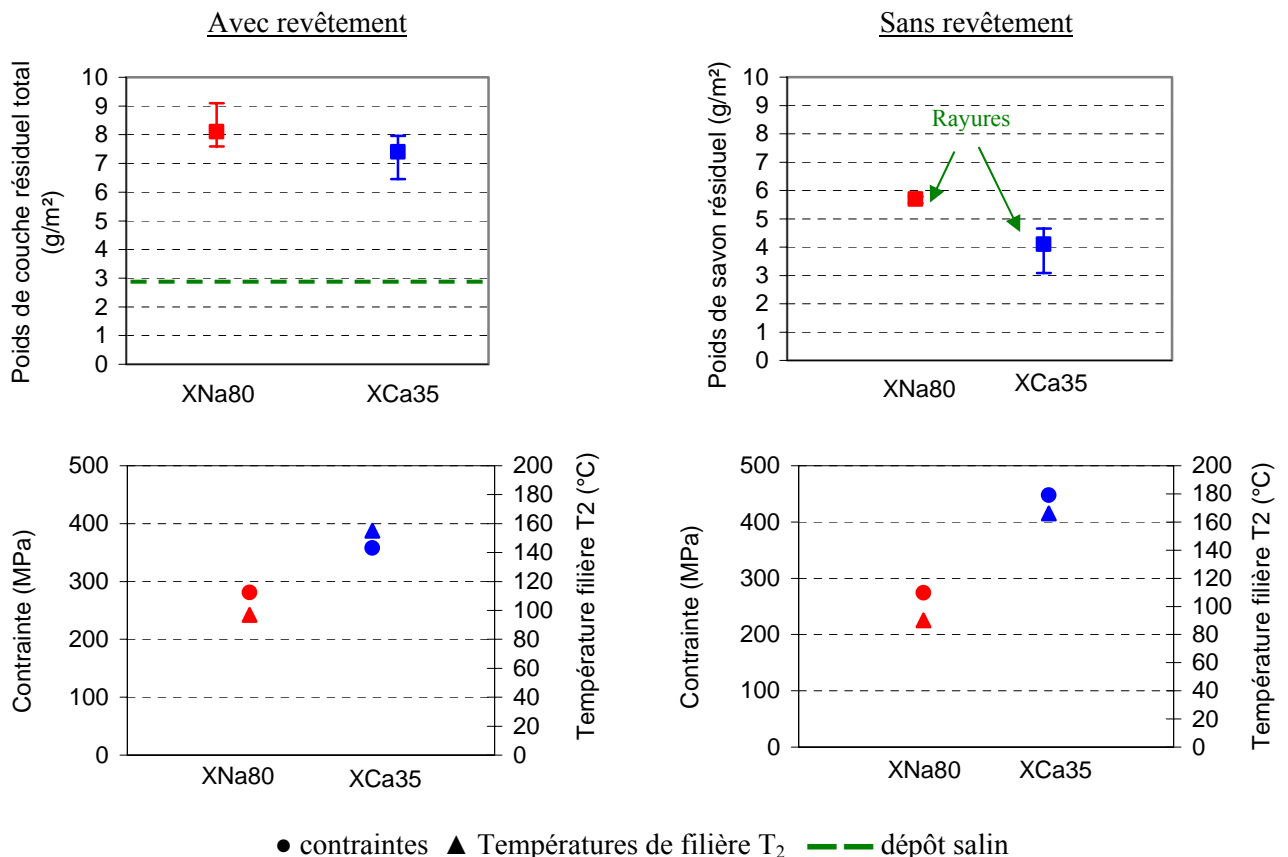 Avec revêtement
Sans revêtement
Poids de couche résiduel total
(g/m²)
10
9
8
7
6
5
4
3
2
1
0
XNa80
XCa35
Poids de savon résiduel (g/m²)
10
9
8
7
6
5
4
3
2
1
0
Rayures
XNa80
XCa35
Contrainte (MPa)
500
400
300
200
100
0
200
180
160
140
120
100
80
60
40
20
0
Température filière T2 (°C)
XNa80
XCa35
Contrainte (MPa)
500
400
300
200
100
0
200
180
160
140
120
100
80
60
40
20
0
Température filière T2 (°C)
XNa80
XCa35
● contraintes ▲ Températures de filière T₂ dépôt salin